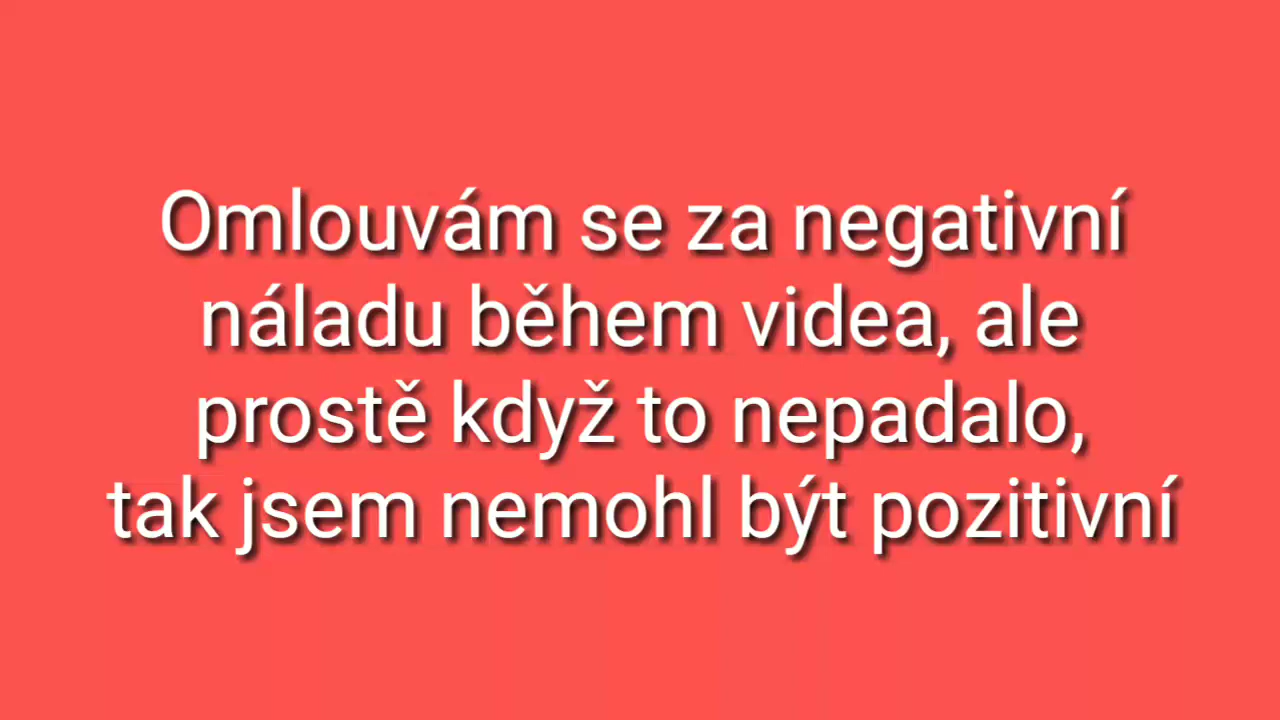 Omlouvám se za negativní
náladu během videa, ale
prostě když to nepadalo,
tak jsem nemohl být pozitivní